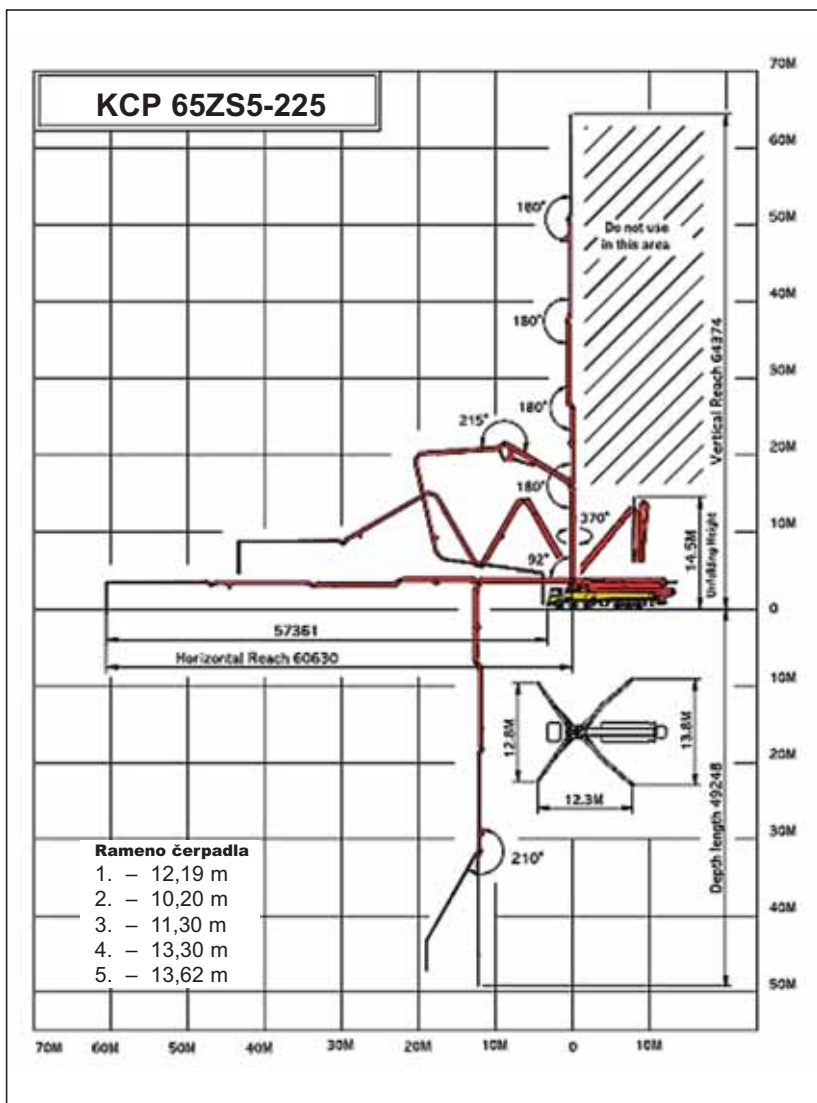 KCP 65ZS5-225
70M
60M
50M
40M
30M
20M
10M
0
10M
20M
30M
40M
50M
180°
Do not use
in this area
180°
180°
215°
180°
370°
92°
Vertical Reach 64374
14.5M
Unfolding Height
57361
Horizontal Reach 60630
12.8M
13.8M
12.3M
Depth length 49248
210°
Rameno čerpadla
1. – 12,19 m
2. – 10,20 m
3. – 11,30 m
4. – 13,30 m
5. – 13,62 m
70M 60M 50M 40M 30M 20M 10M 0 10M